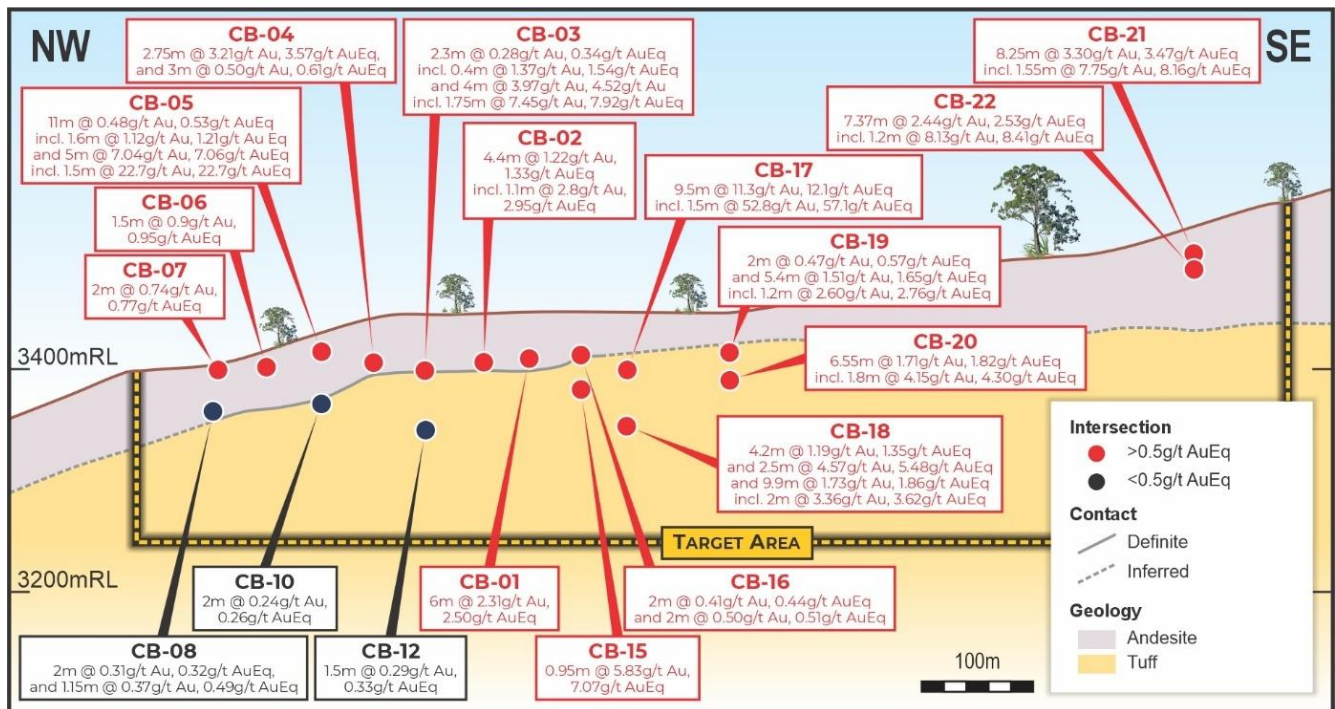 NW
SE
CB-04
2.75m @ 3.21g/t Au, 3.57g/t AuEq,
and 3m @ 0.50g/t Au, 0.61g/t AuEq
CB-03
2.3m @ 0.28g/t Au, 0.34g/t AuEq
incl. 0.4m @ 1.37g/t Au, 1.54g/t AuEq
and 4m @ 3.97g/t Au, 4.52g/t Au
incl. 1.75m @ 7.45g/t Au, 7.92g/t AuEq
CB-21
8.25m @ 3.30g/t Au, 3.47g/t AuEq
incl. 1.55m @ 7.75g/t Au, 8.16g/t AuEq
CB-05
11m @ 0.48g/t Au, 0.53g/t AuEq
incl. 1.6m @ 1.12g/t Au, 1.21g/t Au Eq
and 5m @ 7.04g/t Au, 7.06g/t AuEq
incl. 1.5m @ 22.7g/t Au, 22.7g/t AuEq
CB-22
7.37m @ 2.44g/t Au, 2.53g/t AuEq
incl. 1.2m @ 8.13g/t Au, 8.41g/t AuEq
CB-02
4.4m @ 1.22g/t Au,
1.33g/t AuEq
incl. 1.1m @ 2.8g/t Au,
2.95g/t AuEq
CB-17
9.5m @ 11.3g/t Au, 12.1g/t AuEq
incl. 1.5m @ 52.8g/t Au, 57.1g/t AuEq
CB-06
1.5m @ 0.9g/t Au,
0.95g/t AuEq
CB-19
2m @ 0.47g/t Au, 0.57g/t AuEq
and 5.4m @ 1.51g/t Au, 1.65g/t AuEq
incl. 1.2m @ 2.60g/t Au, 2.76g/t AuEq
CB-07
2m @ 0.74g/t Au,
0.77g/t AuEq
3400mRL
CB-20
6.55m @ 1.71g/t Au, 1.82g/t AuEq
incl. 1.8m @ 4.15g/t Au, 4.30g/t AuEq
CB-18
4.2m @ 1.19g/t Au, 1.35g/t AuEq
and 2.5m @ 4.57g/t Au, 5.48g/t AuEq
and 9.9m @ 1.73g/t Au, 1.86g/t AuEq
incl. 2m @ 3.36g/t Au, 3.62g/t AuEq
TARGET AREA
3200mRL
CB-10
2m @ 0.24g/t Au,
0.26g/t AuEq
CB-01
6m @ 2.31g/t Au,
2.50g/t AuEq
CB-16
2m @ 0.41g/t Au, 0.44g/t AuEq
and 2m @ 0.50g/t Au, 0.51g/t AuEq
CB-08
2m @ 0.31g/t Au, 0.32g/t AuEq,
and 1.15m @ 0.37g/t Au, 0.49g/t AuEq
CB-12
1.5m @ 0.29g/t Au,
0.33g/t AuEq
CB-15
0.95m @ 5.83g/t Au,
7.07g/t AuEq
100m
Intersection
>0.5g/t AuEq
<0.5g/t AuEq
Contact
Definite
Inferred
Geology
Andesite
Tuff